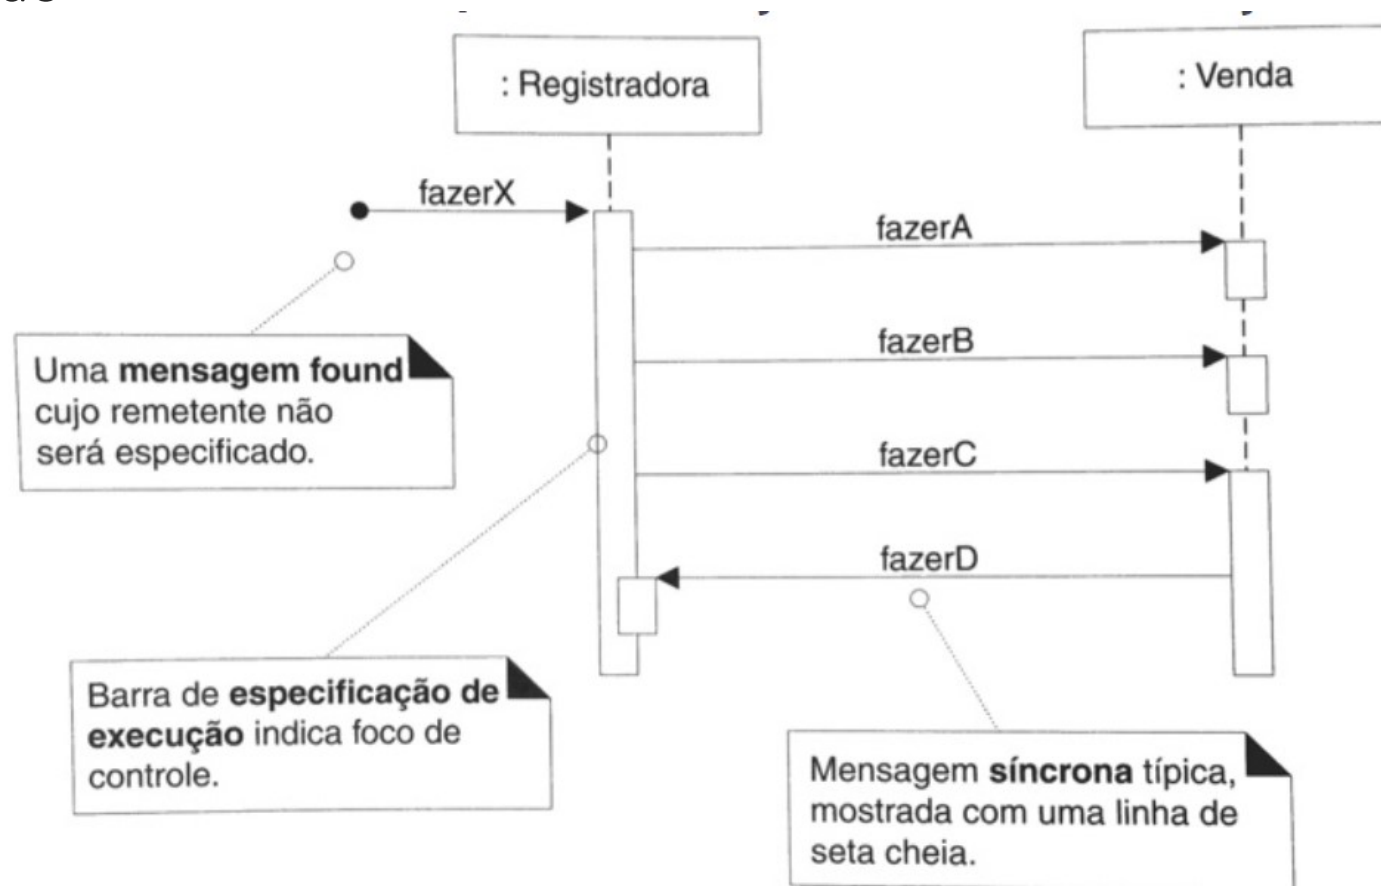 : Registradora
: Venda
fazerX
fazerA
fazerB
Uma mensagem found
cujo remetente não
será especificado.
fazerC
fazerD
Barra de especificação de
execução indica foco de
controle.
Mensagem síncrona típica,
mostrada com uma linha de
seta cheia.